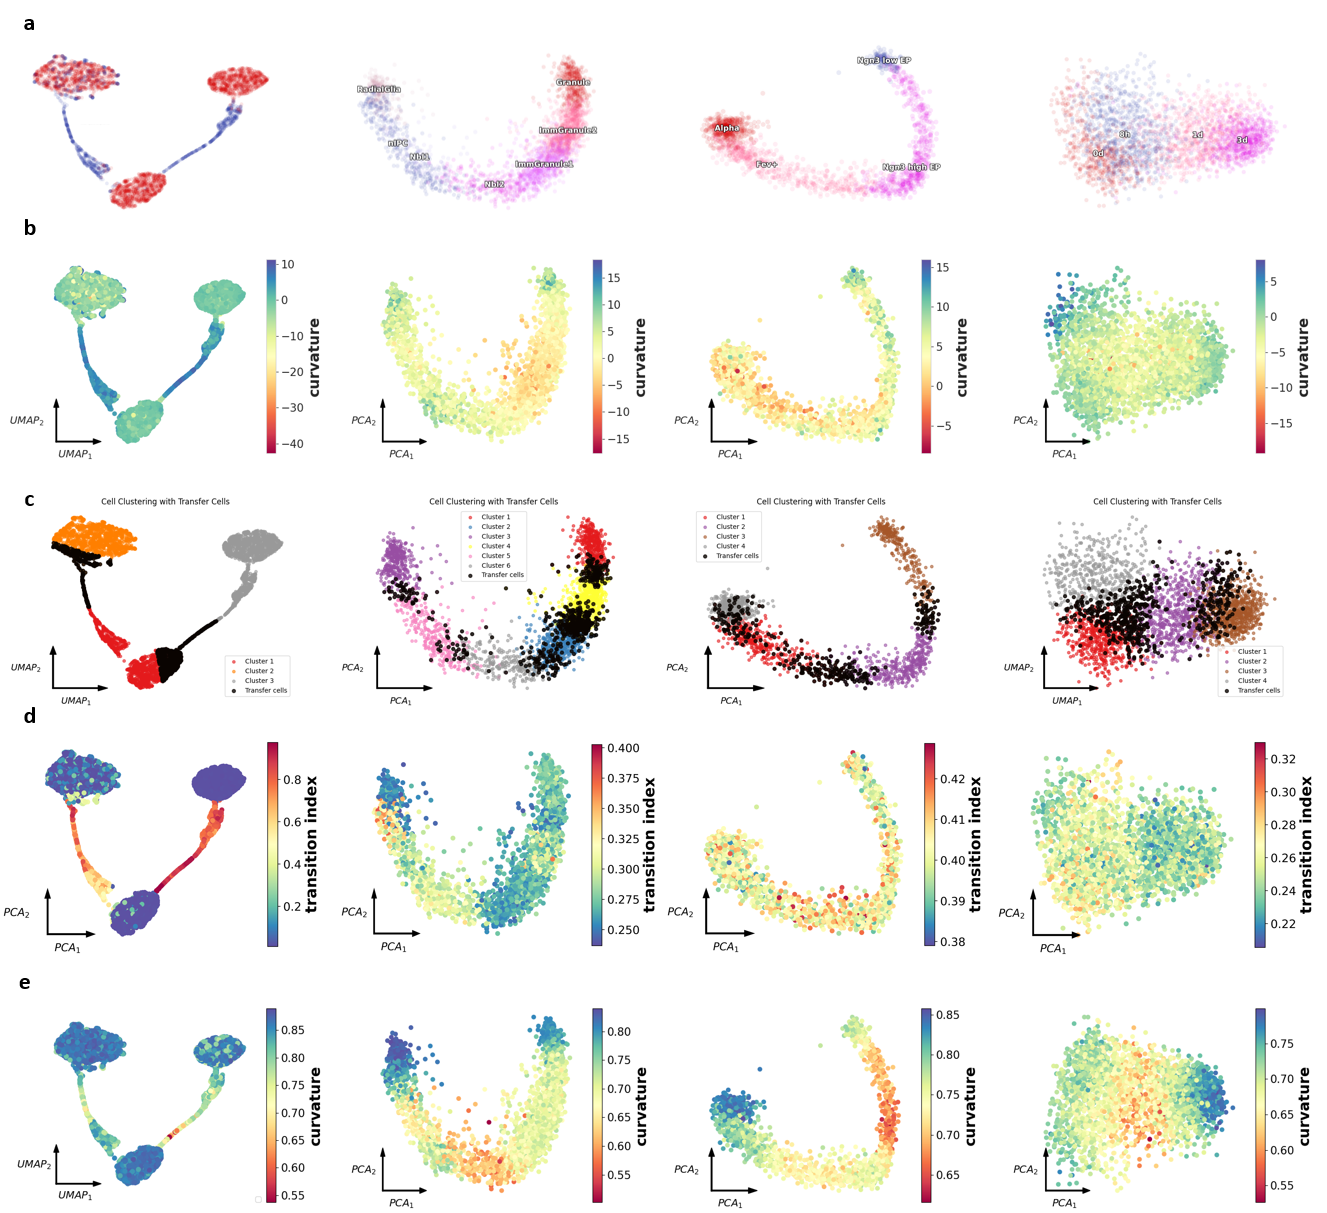 a
RadialGlia
nIPC
Nbl1
Nbl2
ImmGranule1
ImmGranule2
Granule
Ngn3 low EP
Alpha
Fev+
Ngn3 high EP
0d
8h
1d
3d
b
10
0
−10
−20
−30
−40
curvature
UMAP2
UMAP1
15
10
5
0
−5
−10
−15
curvature
PCA2
PCA1
15
10
5
0
−5
curvature
PCA2
PCA1
5
0
−5
−10
−15
curvature
PCA2
PCA1
c
Cell Clustering with Transfer Cells
Cluster 1
Cluster 2
Cluster 3
Transfer cells
UMAP2
UMAP1
Cell Clustering with Transfer Cells
Cluster 1
Cluster 2
Cluster 3
Cluster 4
Cluster 5
Cluster 6
Transfer cells
PCA2
PCA1
Cell Clustering with Transfer Cells
Cluster 1
Cluster 2
Cluster 3
Cluster 4
Transfer cells
PCA2
PCA1
Cell Clustering with Transfer Cells
Cluster 1
Cluster 2
Cluster 3
Cluster 4
Transfer cells
UMAP2
UMAP1
d
0.8
0.6
0.4
0.2
transition index
PCA2
PCA1
0.400
0.375
0.350
0.325
0.300
0.275
0.250
transition index
PCA2
PCA1
0.42
0.41
0.40
0.39
0.38
transition index
PCA2
PCA1
0.32
0.30
0.28
0.26
0.24
0.22
transition index
PCA2
PCA1
e
0.85
0.80
0.75
0.70
0.65
0.60
0.55
curvature
UMAP2
UMAP1
0.80
0.75
0.70
0.65
0.60
0.55
curvature
PCA2
PCA1
0.85
0.80
0.75
0.70
0.65
curvature
PCA2
PCA1
0.75
0.70
0.65
0.60
0.55
curvature
PCA2
PCA1